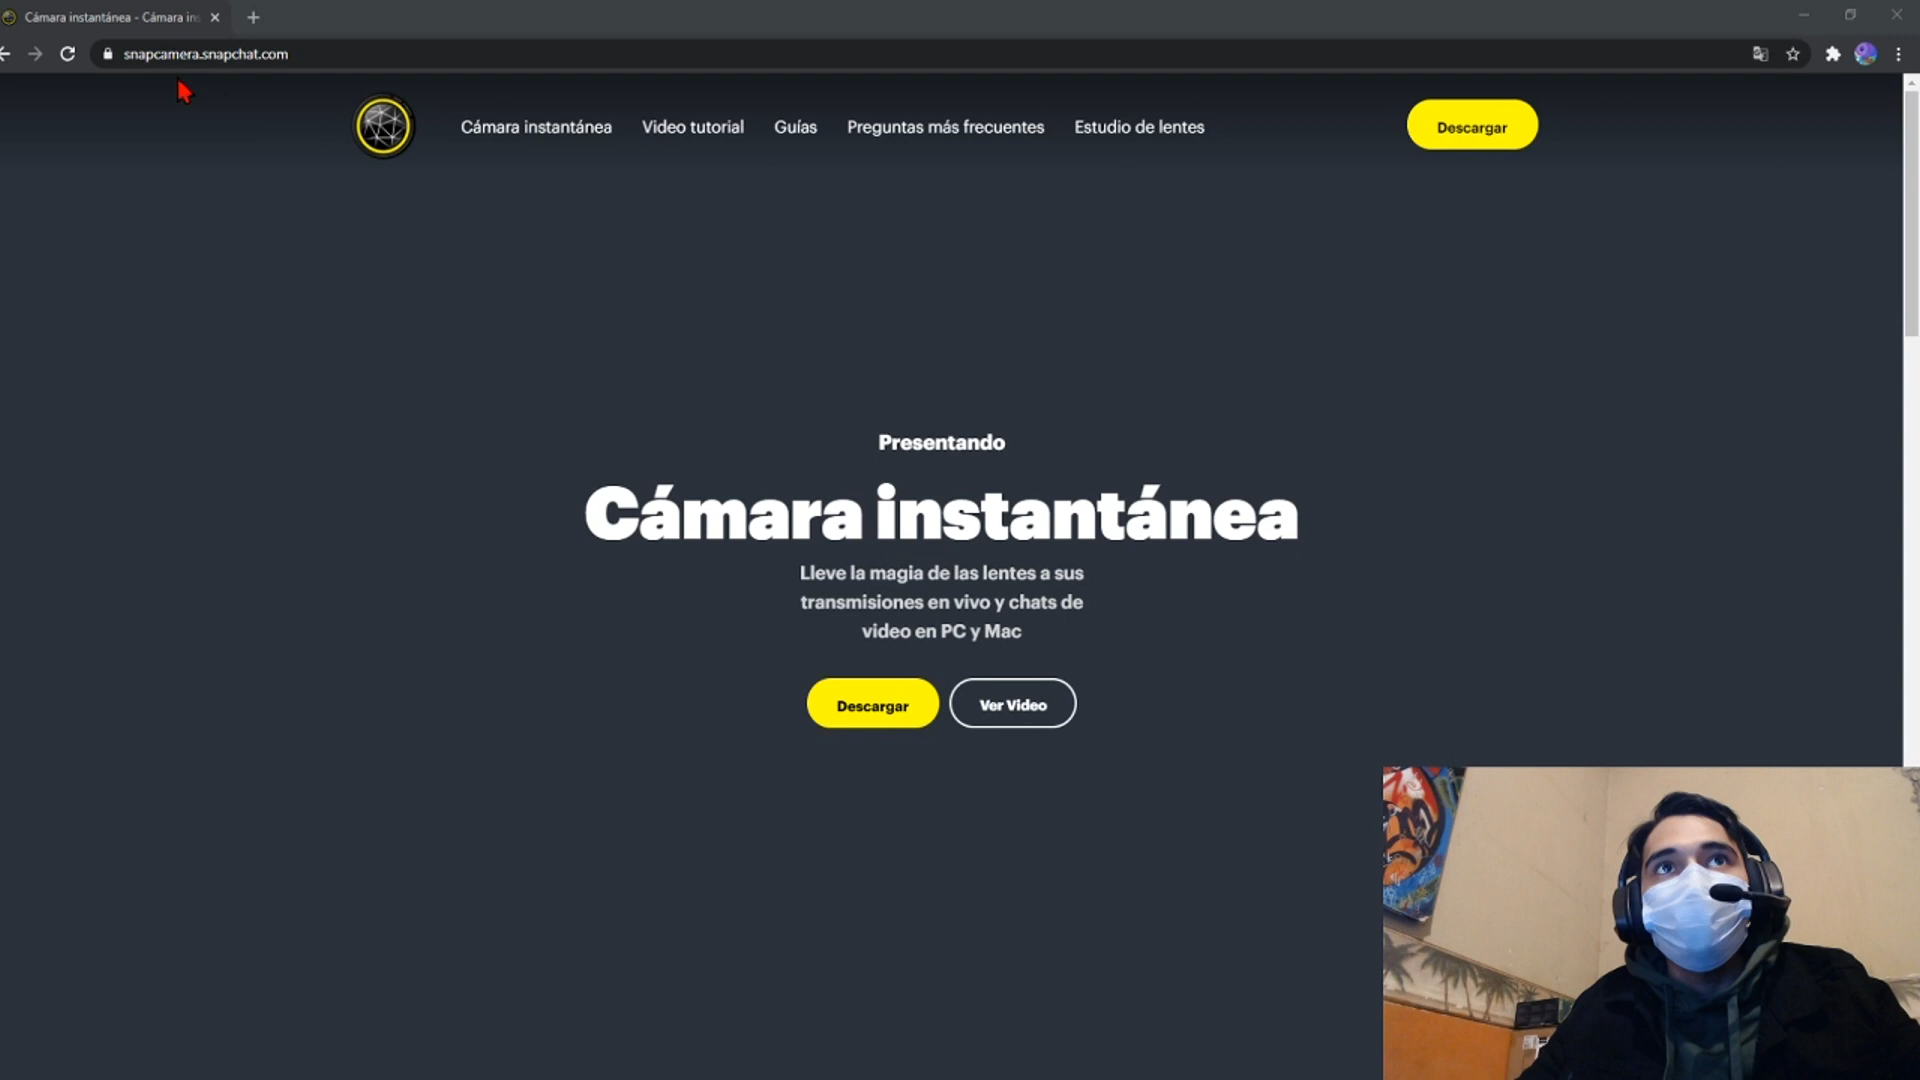 Cámara instantánea - Cámara in
snapcamera.snapchat.com
Cámara instantánea
Video tutorial
Guías
Preguntas más frecuentes
Estudio de lentes
Descargar
Presentando
Cámara instantánea
Lleve la magia de las lentes a sus
transmisiones en vivo y chats de
video en PC y Mac
Descargar
Ver Video